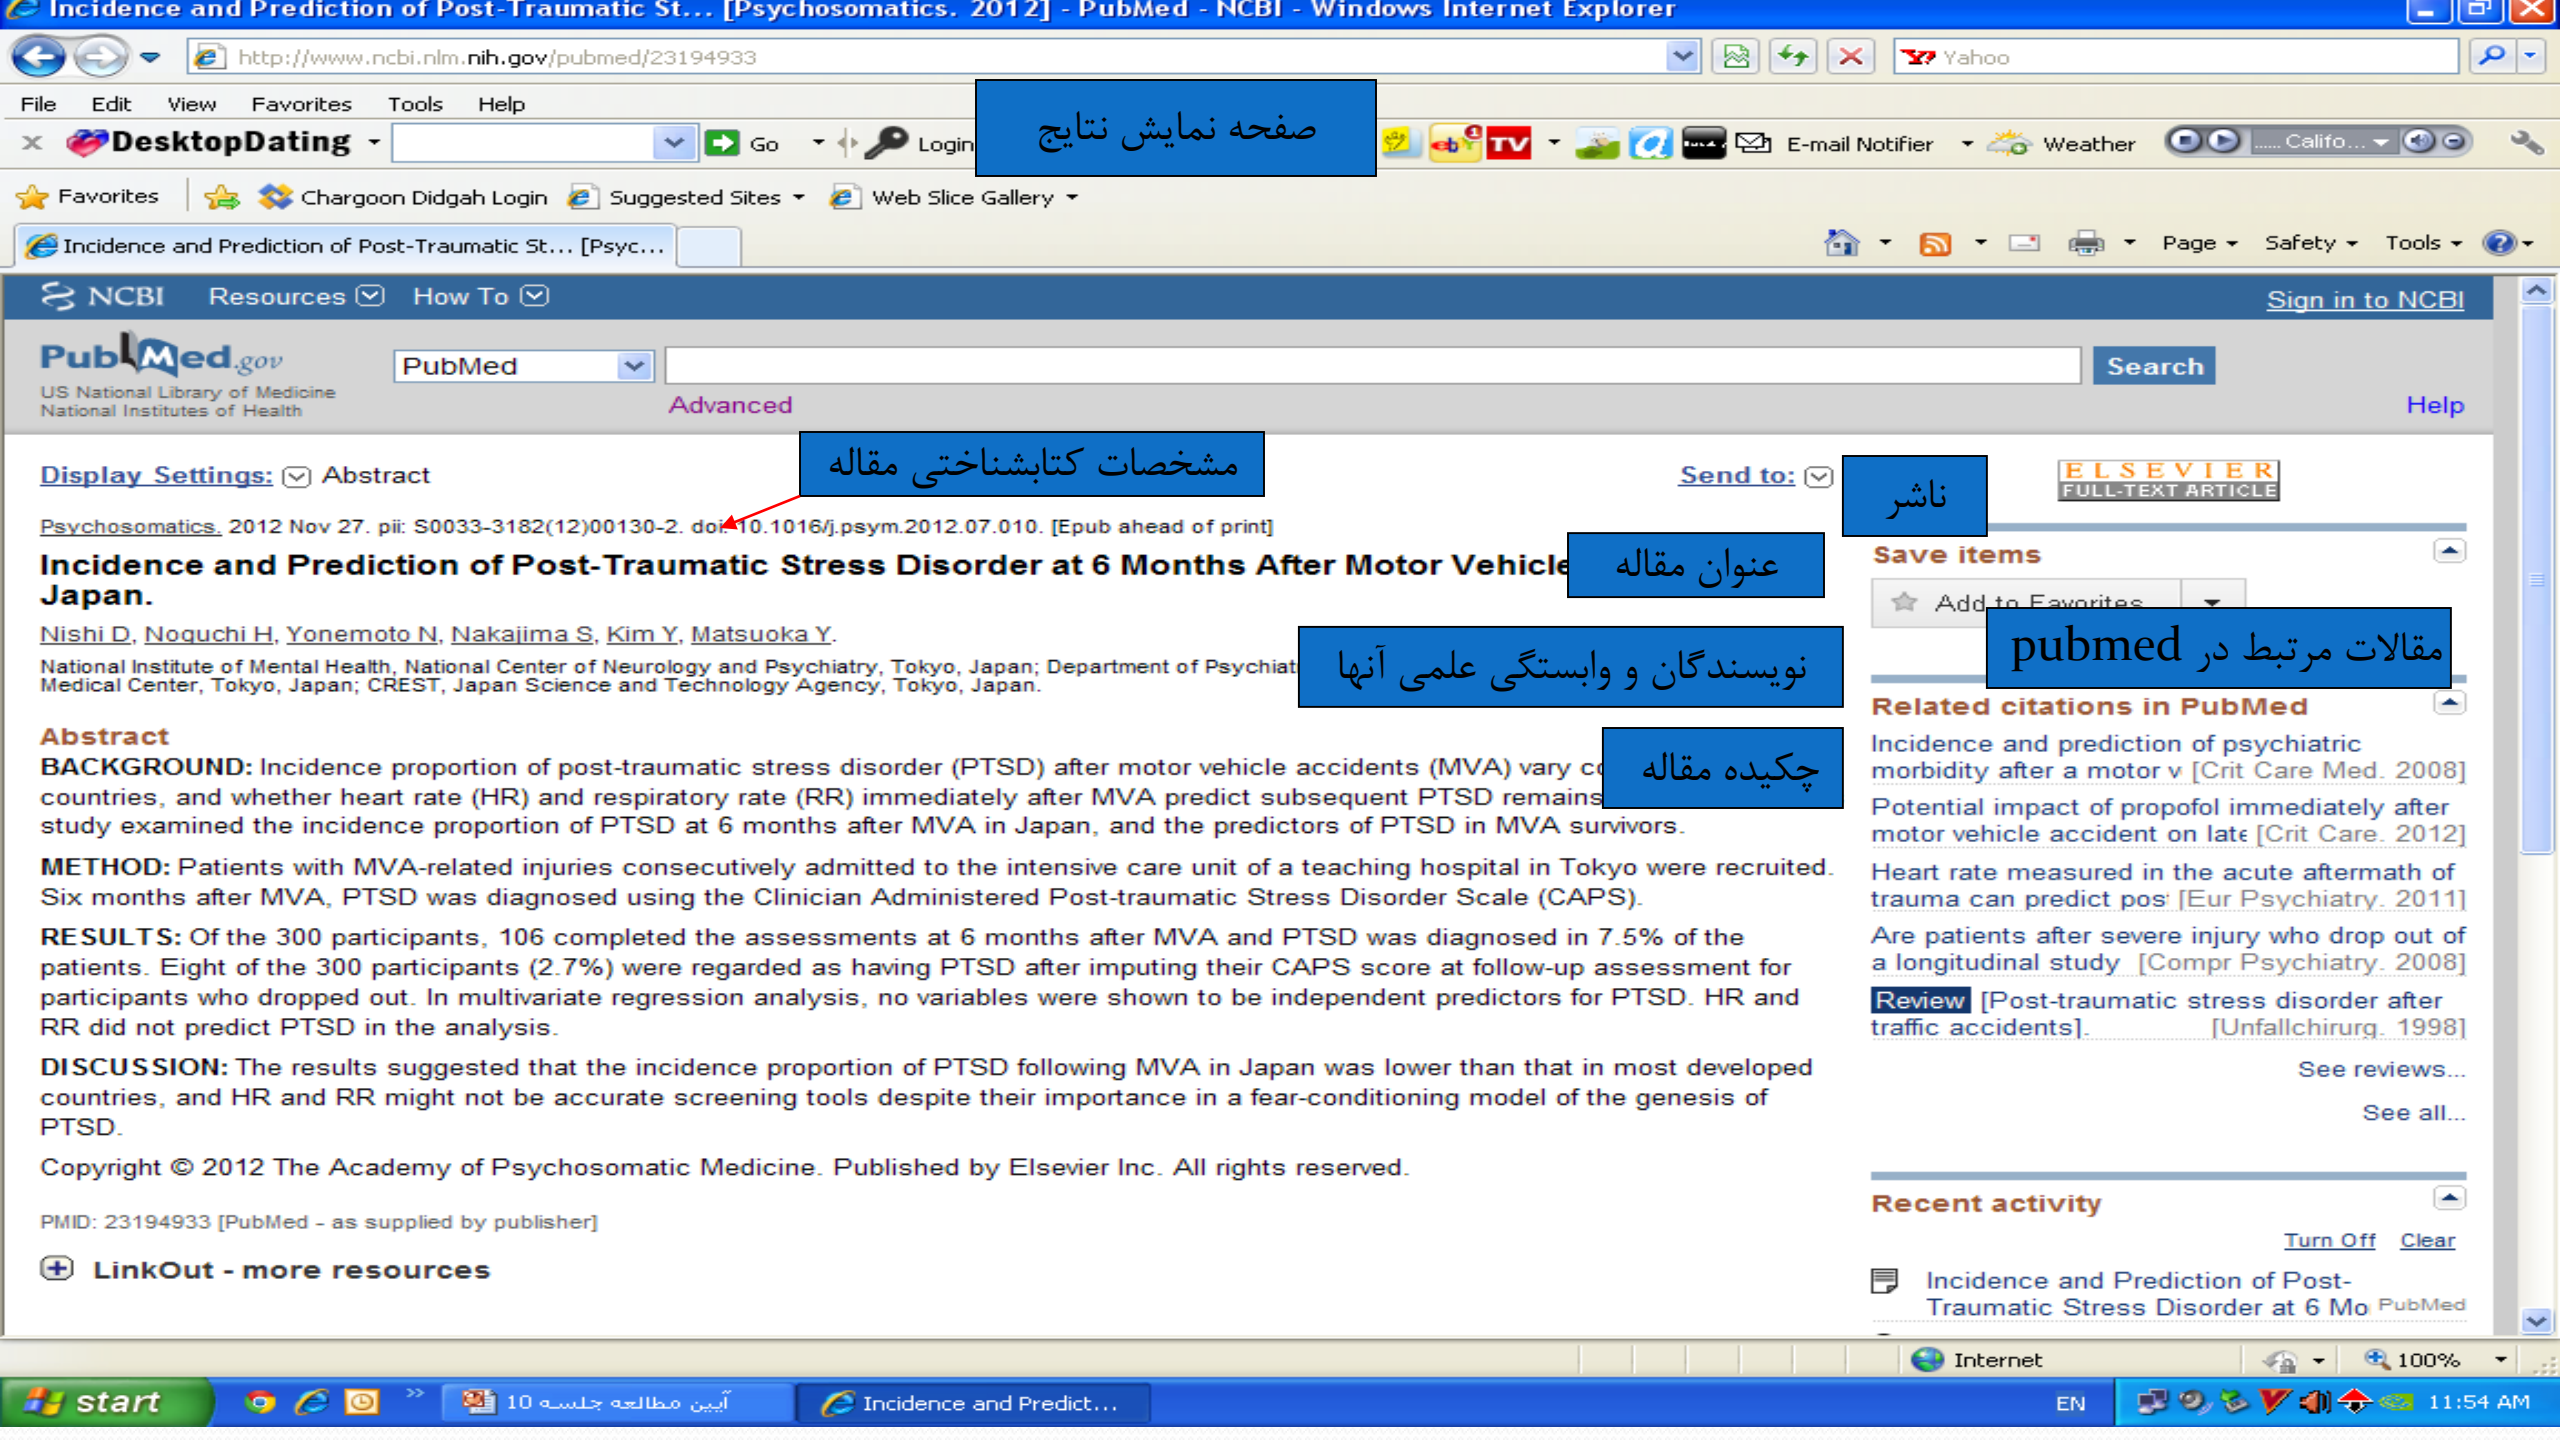 Incidence and Prediction of Post-Traumatic St... [Psychosomatics. 2012] - PubMed - NCBI - Windows Internet Explorer
http://www.ncbi.nlm.nih.gov/pubmed/23194933
Yahoo
File Edit View Favorites Tools Help
صفحه نمایش نتایج
DesktopDating
Go
Login
TV
E-mail Notifier
Weather
...... Califo...
Favorites
Chargoon Didgah Login
Suggested Sites
Web Slice Gallery
Incidence and Prediction of Post-Traumatic St... [Psyc...
Page Safety Tools
NCBI Resources How To
Sign in to NCBI
PubMed.gov
US National Library of Medicine
National Institutes of Health
PubMed
Search
Advanced
Help
Display Settings: Abstract
مشخصات کتابشناختی مقاله
Send to:
ناشر
ELSEVIER
FULL-TEXT ARTICLE
Psychosomatics. 2012 Nov 27. pii: S0033-3182(12)00130-2. doi: 10.1016/j.psym.2012.07.010. [Epub ahead of print]
Incidence and Prediction of Post-Traumatic Stress Disorder at 6 Months After Motor Vehicle
Japan.
عنوان مقاله
Nishi D, Noguchi H, Yonemoto N, Nakajima S, Kim Y, Matsuoka Y.
National Institute of Mental Health, National Center of Neurology and Psychiatry, Tokyo, Japan; Department of Psychiat
Medical Center, Tokyo, Japan; CREST, Japan Science and Technology Agency, Tokyo, Japan.
نویسندگان و وابستگی علمی آنها
Abstract
چکیده مقاله
BACKGROUND: Incidence proportion of post-traumatic stress disorder (PTSD) after motor vehicle accidents (MVA) vary co
countries, and whether heart rate (HR) and respiratory rate (RR) immediately after MVA predict subsequent PTSD remains
study examined the incidence proportion of PTSD at 6 months after MVA in Japan, and the predictors of PTSD in MVA survivors.
METHOD: Patients with MVA-related injuries consecutively admitted to the intensive care unit of a teaching hospital in Tokyo were recruited.
Six months after MVA, PTSD was diagnosed using the Clinician Administered Post-traumatic Stress Disorder Scale (CAPS).
RESULTS: Of the 300 participants, 106 completed the assessments at 6 months after MVA and PTSD was diagnosed in 7.5% of the
patients. Eight of the 300 participants (2.7%) were regarded as having PTSD after imputing their CAPS score at follow-up assessment for
participants who dropped out. In multivariate regression analysis, no variables were shown to be independent predictors for PTSD. HR and
RR did not predict PTSD in the analysis.
DISCUSSION: The results suggested that the incidence proportion of PTSD following MVA in Japan was lower than that in most developed
countries, and HR and RR might not be accurate screening tools despite their importance in a fear-conditioning model of the genesis of
PTSD.
Copyright © 2012 The Academy of Psychosomatic Medicine. Published by Elsevier Inc. All rights reserved.
PMID: 23194933 [PubMed - as supplied by publisher]
LinkOut - more resources
Save items
Add to Favorites
مقالات مرتبط در pubmed
Related citations in PubMed
Incidence and prediction of psychiatric
morbidity after a motor v [Crit Care Med. 2008]
Potential impact of propofol immediately after
motor vehicle accident on late [Crit Care. 2012]
Heart rate measured in the acute aftermath of
trauma can predict pos [Eur Psychiatry. 2011]
Are patients after severe injury who drop out of
a longitudinal study [Compr Psychiatry. 2008]
Review [Post-traumatic stress disorder after
traffic accidents]. [Unfallchirurg. 1998]
See reviews...
See all...
Recent activity
Turn Off Clear
Incidence and Prediction of Post-
Traumatic Stress Disorder at 6 Mo PubMed
Internet
100%
start
آیین مطالعه جلسه 10
Incidence and Predict...
EN
11:54 AM